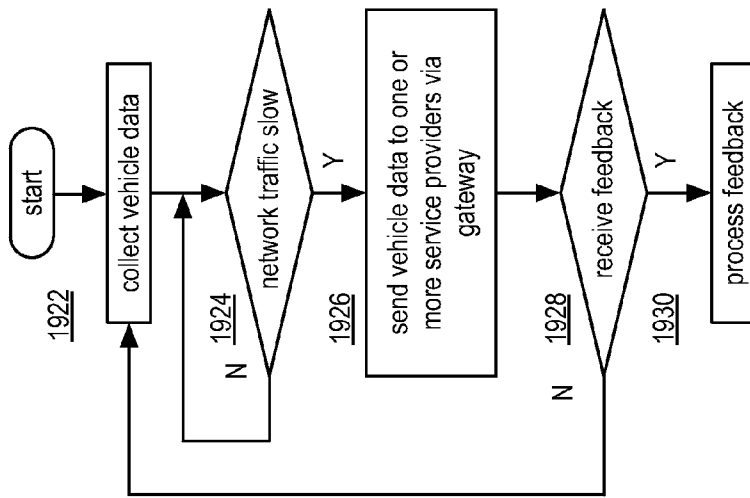 start
1922
collect vehicle data
1924
network traffic slow
N
Y
1926
send vehicle data to one or
more service providers via
gateway
1928
receive feedback
N
Y
1930
process feedback